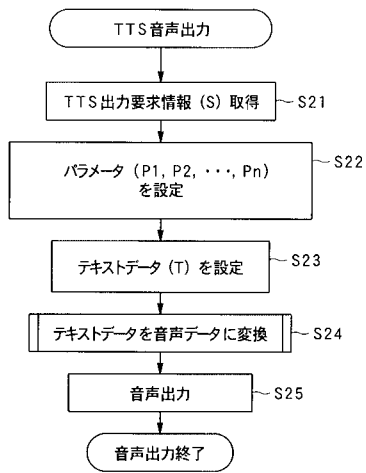 TTS音声出力
TTS出力要求情報(S)取得
S21
パラメータ(P1, P2, ・・・, Pn)
を設定
S22
テキストデータ(T)を設定
S23
テキストデータを音声データに変換
S24
音声出力
S25
音声出力終了